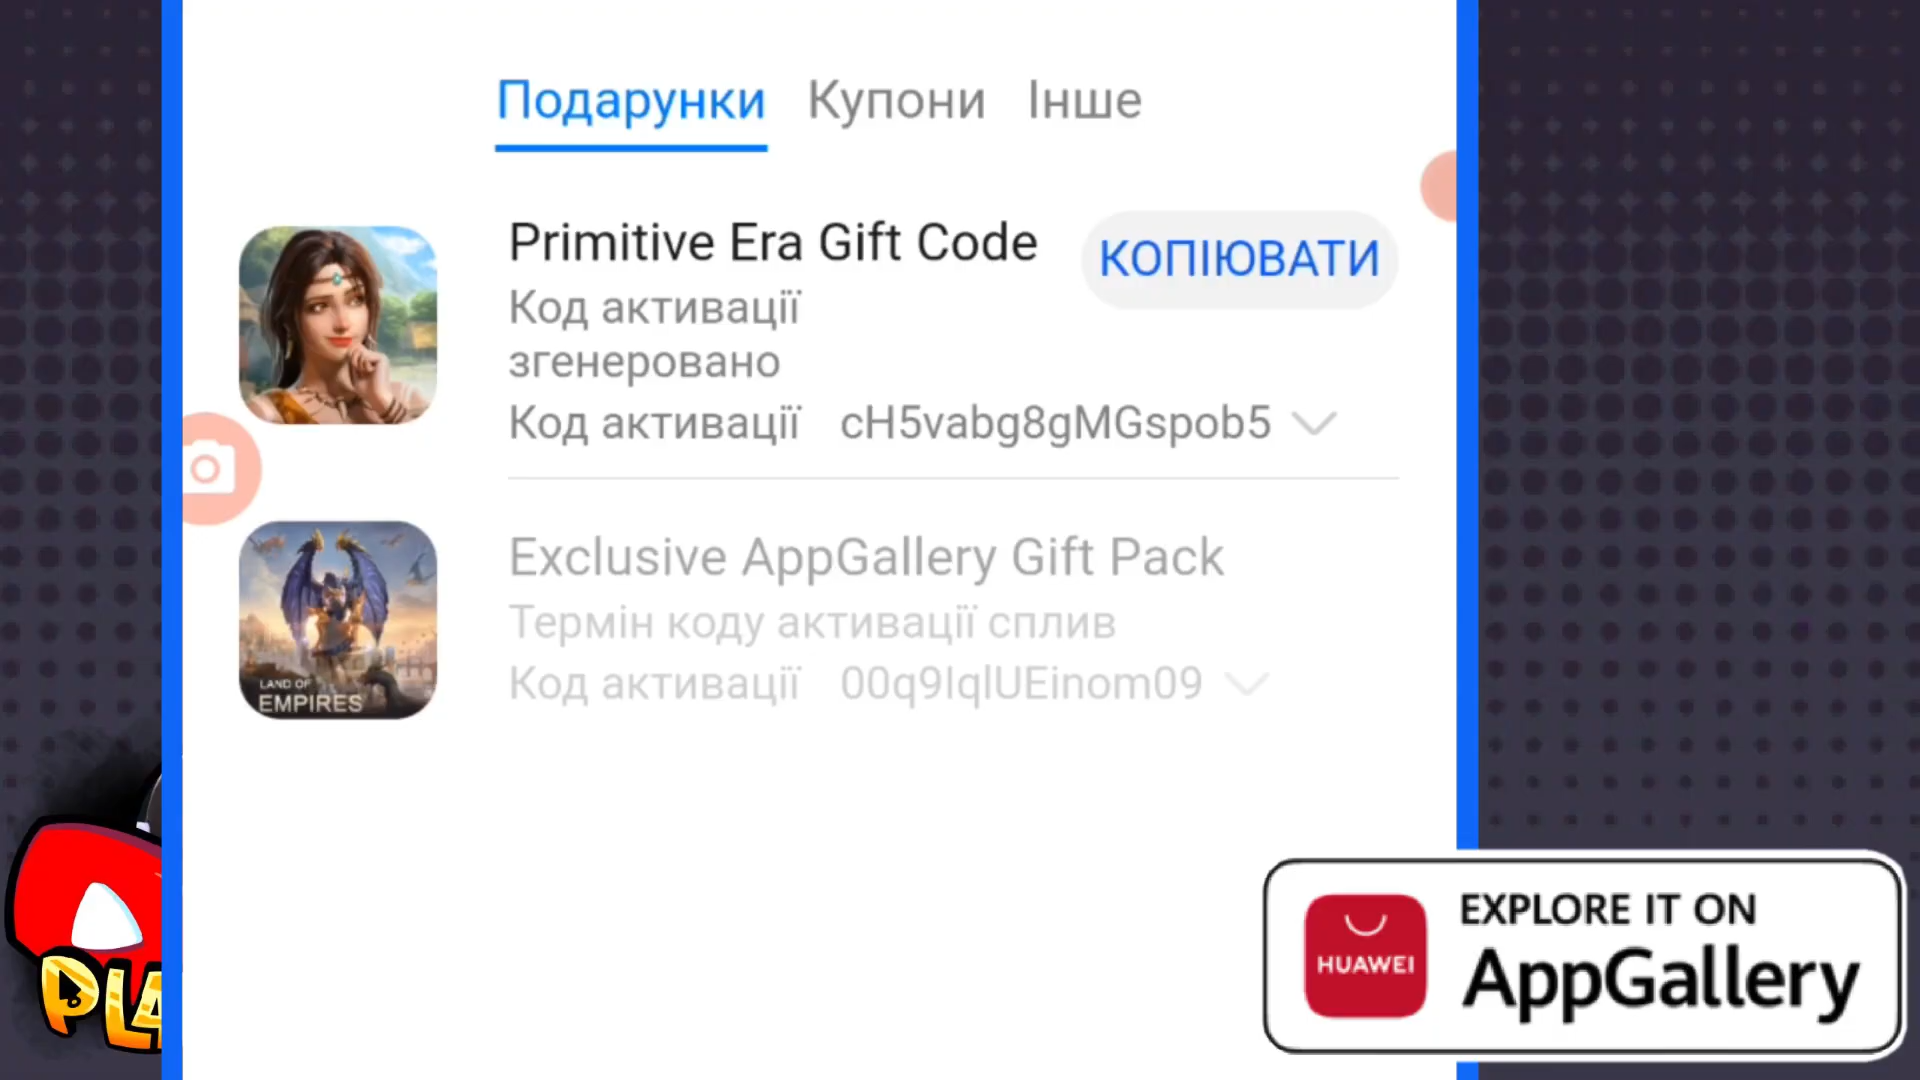 Подарунки Купони Інше
Primitive Era Gift Code
КОПІЮВАТИ
Код активації
згенеровано
Код активації cH5vabg8gMGspob5
Exclusive AppGallery Gift Pack
Термін коду активації сплив
Код активації 00q9IqlUEinom09
LAND OF
EMPIRES
EXPLORE IT ON
AppGallery
HUAWEI